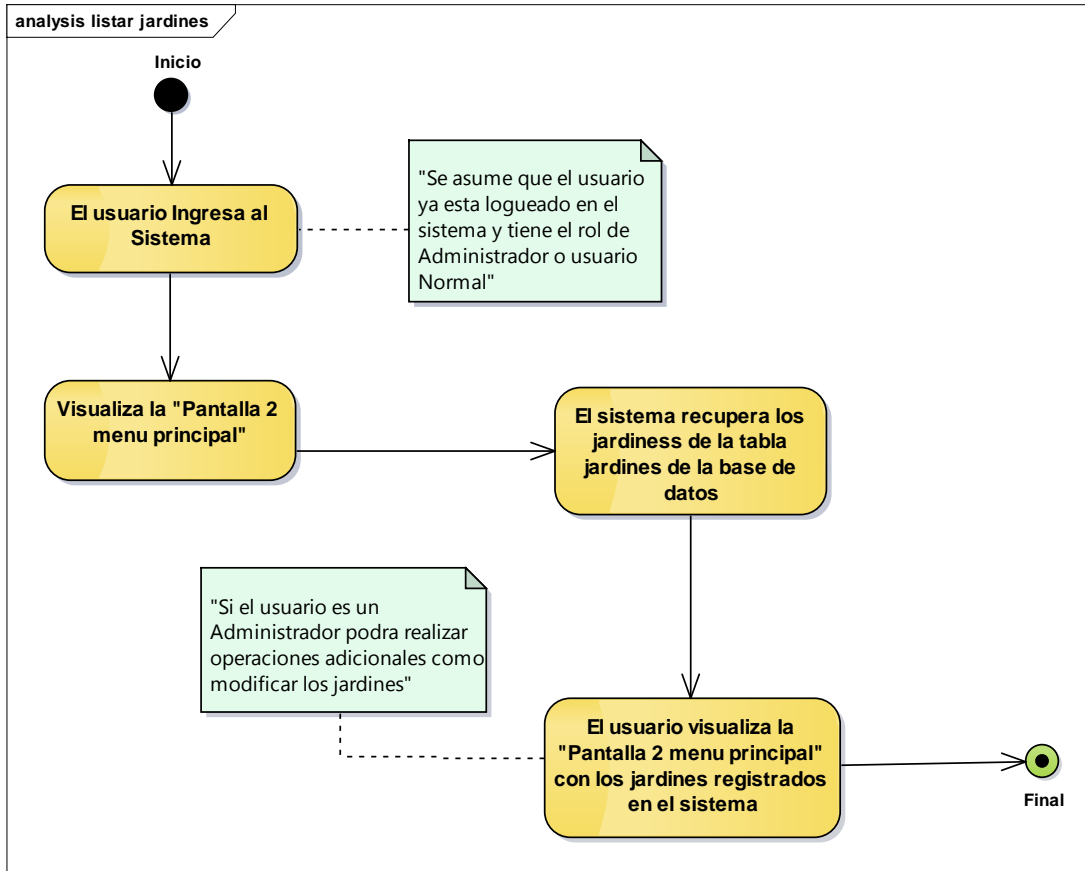 analysis listar jardines
Inicio
El usuario Ingresa al
Sistema
"Se asume que el usuario
ya esta logueado en el
sistema y tiene el rol de
Administrador o usuario
Normal"
Visualiza la "Pantalla 2
menu principal"
El sistema recupera los
jardiness de la tabla
jardines de la base de
datos
"Si el usuario es un
Administrador podra realizar
operaciones adicionales como
modificar los jardines"
El usuario visualiza la
"Pantalla 2 menu principal"
con los jardines registrados
en el sistema
Final